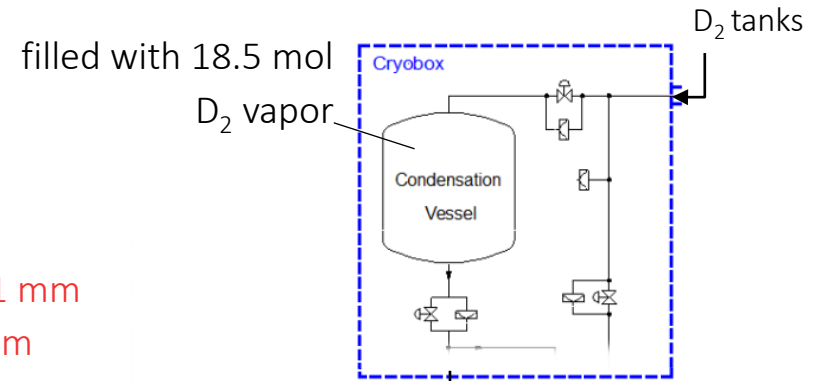 D₂ tanks
filled with 18.5 mol
D₂ vapor
Cryobox
Condensation
Vessel
mm
m